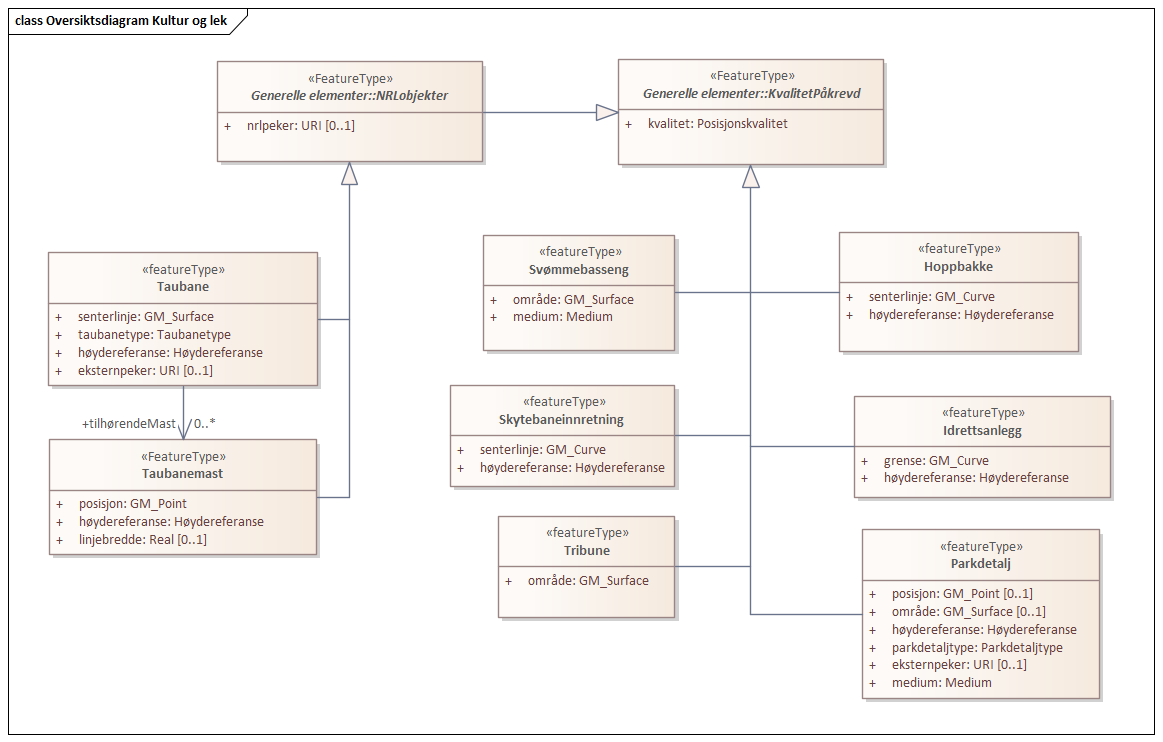 class Oversiktsdiagram Kultur og lek
«FeatureType»
Generelle elementer::NRLobjekter
+ nrlpeker: URI [0..1]
«FeatureType»
Generelle elementer::KvalitetPåkrevd
+ kvalitet: Posisjonskvalitet
«featureType»
Taubane
+ senterlinje: GM_Surface
+ taubanetype: Taubanetype
+ høydereferanse: Høydereferanse
+ eksternpeker: URI [0..1]
+tilhørendeMast 0..*
«FeatureType»
Taubanemast
+ posisjon: GM_Point
+ høydereferanse: Høydereferanse
+ linjebredde: Real [0..1]
«featureType»
Svømmebasseng
+ område: GM_Surface
+ medium: Medium
«featureType»
Hoppbakke
+ senterlinje: GM_Curve
+ høydereferanse: Høydereferanse
«featureType»
Skytebaneinnretning
+ senterlinje: GM_Curve
+ høydereferanse: Høydereferanse
«featureType»
Idrettsanlegg
+ grense: GM_Curve
+ høydereferanse: Høydereferanse
«featureType»
Tribune
+ område: GM_Surface
«featureType»
Parkdetalj
+ posisjon: GM_Point [0..1]
+ område: GM_Surface [0..1]
+ høydereferanse: Høydereferanse
+ parkdetaljtype: Parkdetaljtype
+ eksternpeker: URI [0..1]
+ medium: Medium